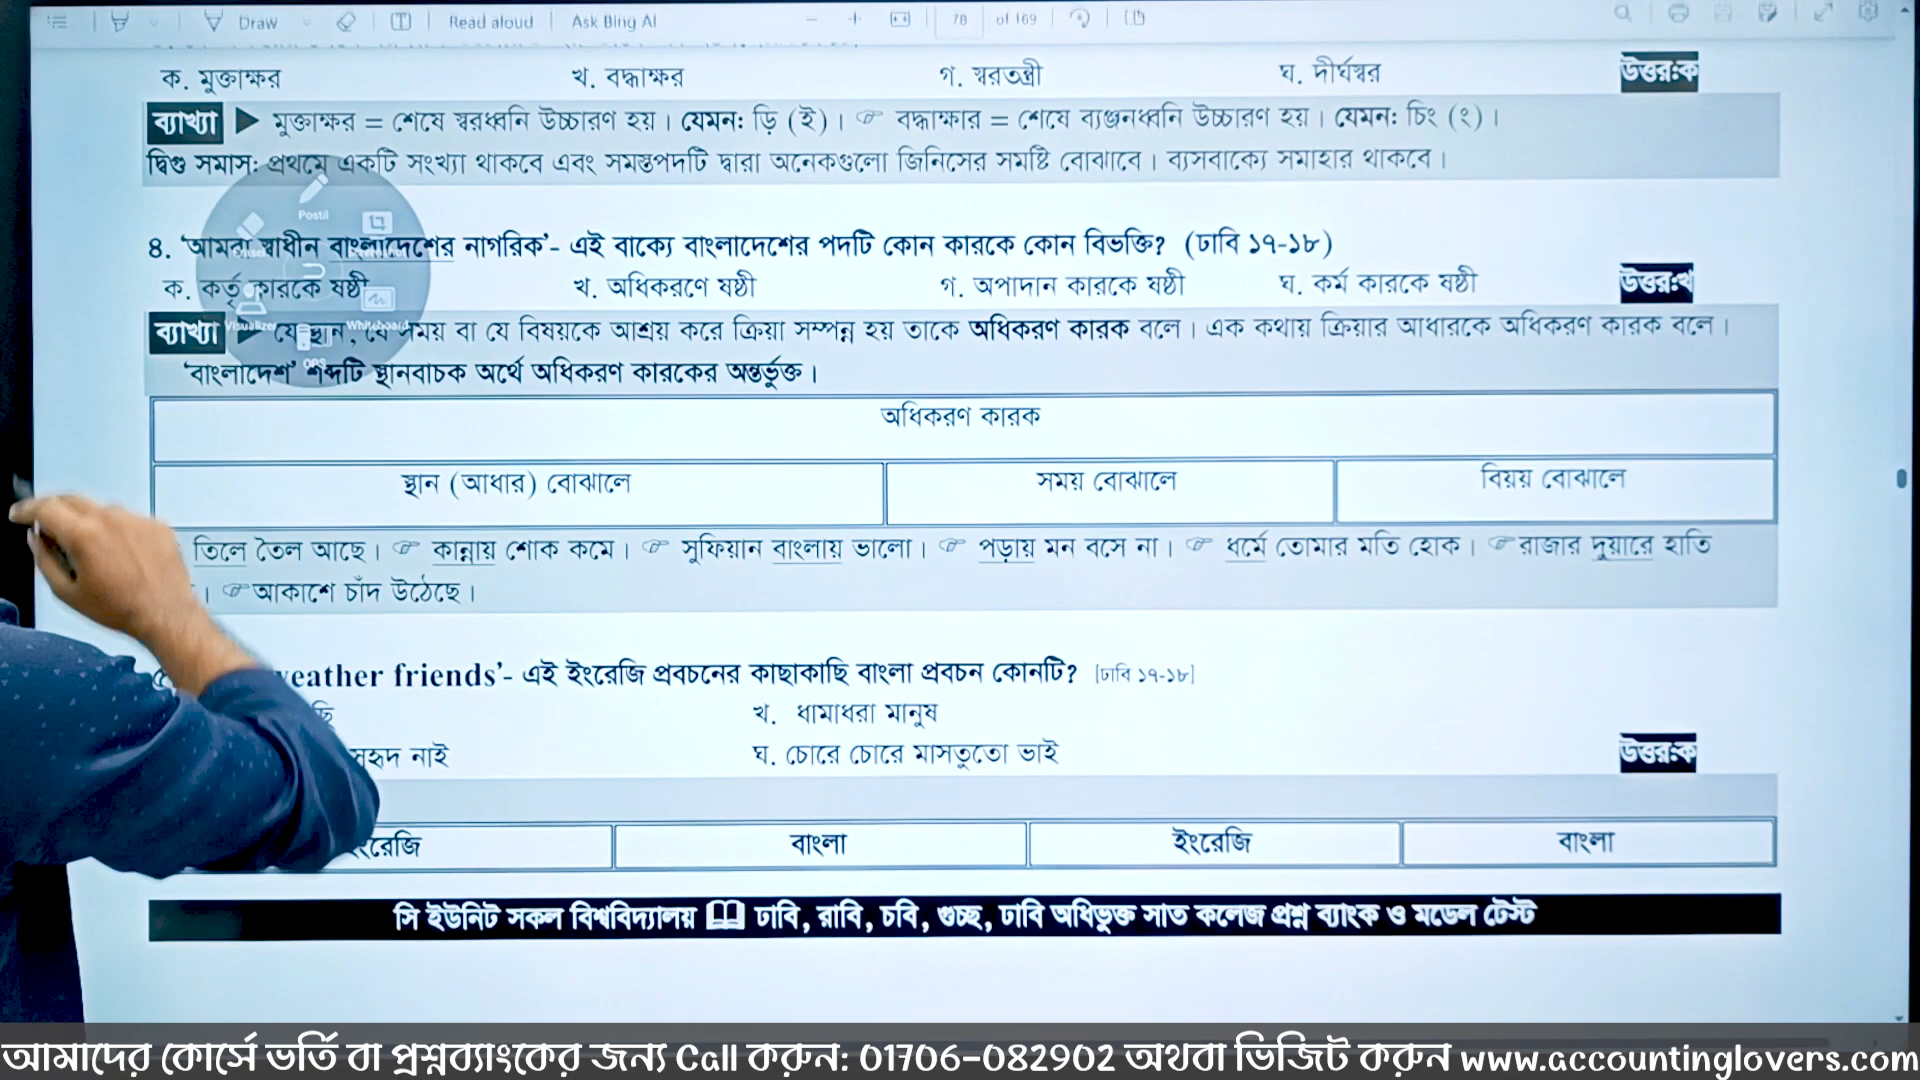 Draw Read aloud Ask Bing AI 78 of 169
ক. মুক্তাক্ষর খ. বদ্ধাক্ষর গ. স্বরতন্ত্রী ঘ. দীর্ঘস্বর উত্তর:ক
ব্যাখ্যা ▶ মুক্তাক্ষর = শেষে স্বরধ্বনি উচ্চারণ হয়। যেমন: ড়ি (ই)। ☞ বদ্ধাক্ষার = শেষে ব্যঞ্জনধ্বনি উচ্চারণ হয়। যেমন: চিং (ং)।
দ্বিগু সমাস: প্রথমে একটি সংখ্যা থাকবে এবং সমস্তপদটি দ্বারা অনেকগুলো জিনিসের সমষ্টি বোঝাবে। ব্যসবাক্যে সমাহার থাকবে।
Postil
৪. ‘আমরা স্বাধীন বাংলাদেশের নাগরিক’- এই বাক্যে বাংলাদেশের পদটি কোন কারকে কোন বিভক্তি? (ঢাবি ১৭-১৮)
ক. কর্তৃ কারকে ষষ্ঠী খ. অধিকরণে ষষ্ঠী গ. অপাদান কারকে ষষ্ঠী ঘ. কর্ম কারকে ষষ্ঠী উত্তর:খ
Visualizer Whiteboard
ব্যাখ্যা ▶ যে স্থান, যে সময় বা যে বিষয়কে আশ্রয় করে ক্রিয়া সম্পন্ন হয় তাকে অধিকরণ কারক বলে। এক কথায় ক্রিয়ার আধারকে অধিকরণ কারক বলে।
‘বাংলাদেশ’ শব্দটি স্থানবাচক অর্থে অধিকরণ কারকের অন্তর্ভুক্ত।
অধিকরণ কারক
স্থান (আধার) বোঝালে সময় বোঝালে বিয়য় বোঝালে
তিলে তৈল আছে। ☞ কান্নায় শোক কমে। ☞ সুফিয়ান বাংলায় ভালো। ☞ পড়ায় মন বসে না। ☞ ধর্মে তোমার মতি হোক। ☞রাজার দুয়ারে হাতি
। ☞আকাশে চাঁদ উঠেছে।
weather friends’- এই ইংরেজি প্রবচনের কাছাকাছি বাংলা প্রবচন কোনটি? [ঢাবি ১৭-১৮]
খ. ধামাধরা মানুষ
নাই ঘ. চোরে চোরে মাসতুতো ভাই উত্তর:ক
ইংরেজি বাংলা ইংরেজি বাংলা
সি ইউনিট সকল বিশ্ববিদ্যালয় 📖 ঢাবি, রাবি, চবি, গুচ্ছ, ঢাবি অধিভুক্ত সাত কলেজ প্রশ্ন ব্যাংক ও মডেল টেস্ট
আমাদের কোর্সে ভর্তি বা প্রশ্নব্যাংকের জন্য Call করুন: 01706-082902 অথবা ভিজিট করুন www.accountinglovers.com